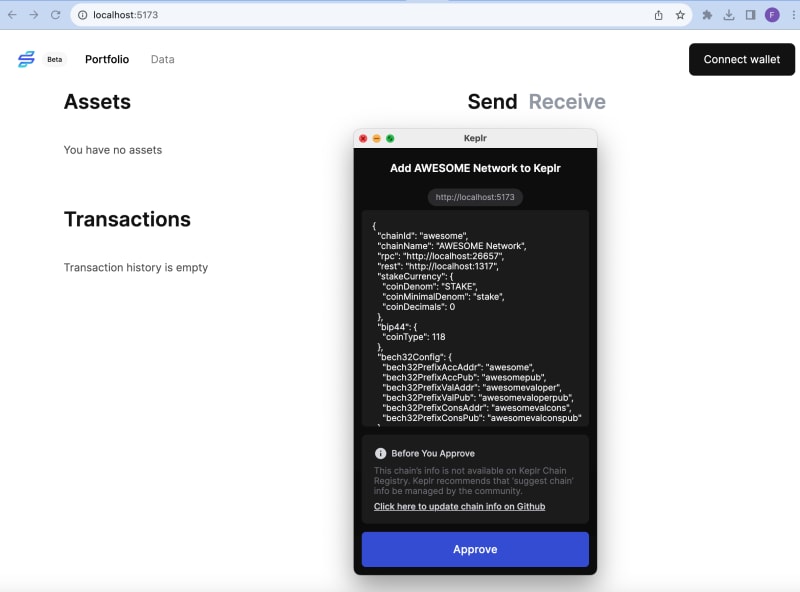 localhost:5173
F
Beta
Portfolio
Data
Connect wallet
Assets
You have no assets
Transactions
Transaction history is empty
Send Receive
Keplr
Add AWESOME Network to Keplr
http://localhost:5173
{
"chainId": "awesome",
"chainName": "AWESOME Network",
"rpc": "http://localhost:26657",
"rest": "http://localhost:1317",
"stakeCurrency": {
"coinDenom": "STAKE",
"coinMinimalDenom": "stake",
"coinDecimals": 0
},
"bip44": {
"coinType": 118
},
"bech32Config": {
"bech32PrefixAccAddr": "awesome",
"bech32PrefixAccPub": "awesomepub",
"bech32PrefixValAddr": "awesomevaloper",
"bech32PrefixValPub": "awesomevaloperpub",
"bech32PrefixConsAddr": "awesomevalcons",
"bech32PrefixConsPub": "awesomevalconspub"
Before You Approve
This chain's info is not available on Keplr Chain
Registry. Keplr recommends that 'suggest chain'
info be managed by the community.
Click here to update chain info on Github
Approve